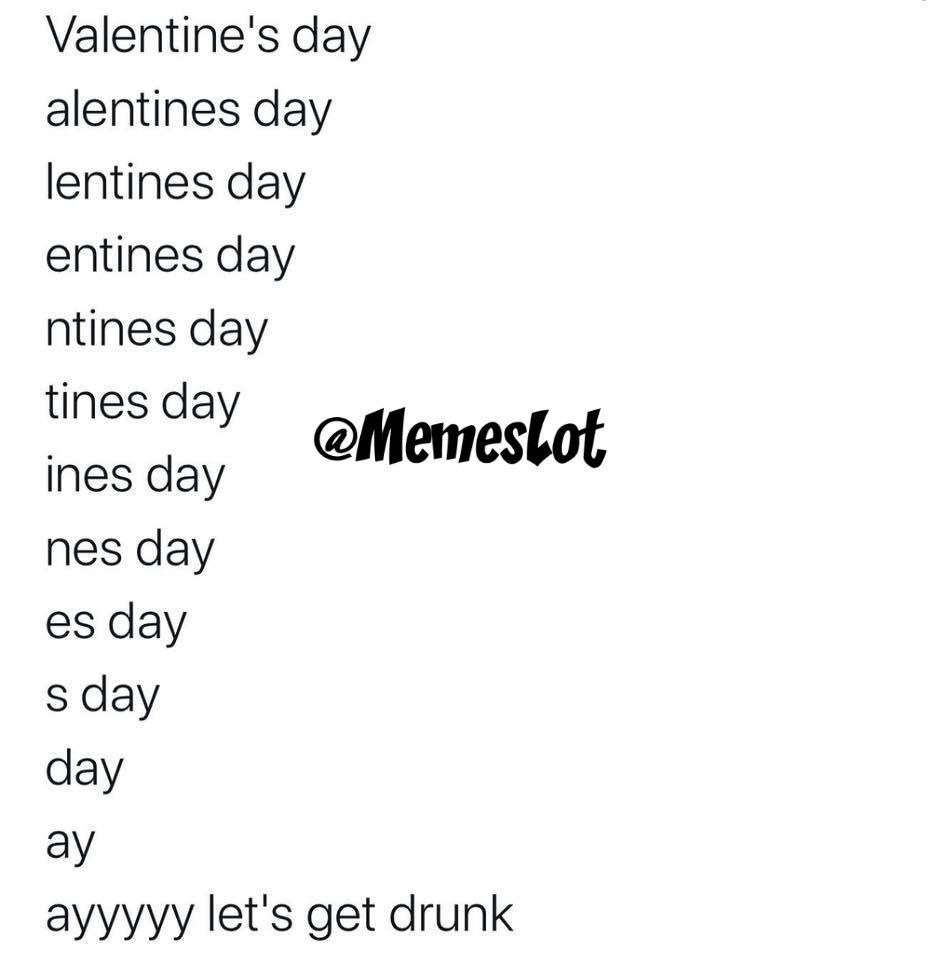 Valentine's day
alentines day
lentines day
entines day
ntines day
tines day
@MemesLot
ines day
nes day
es day
s day
day
ay
ayyyyy let's get drunk